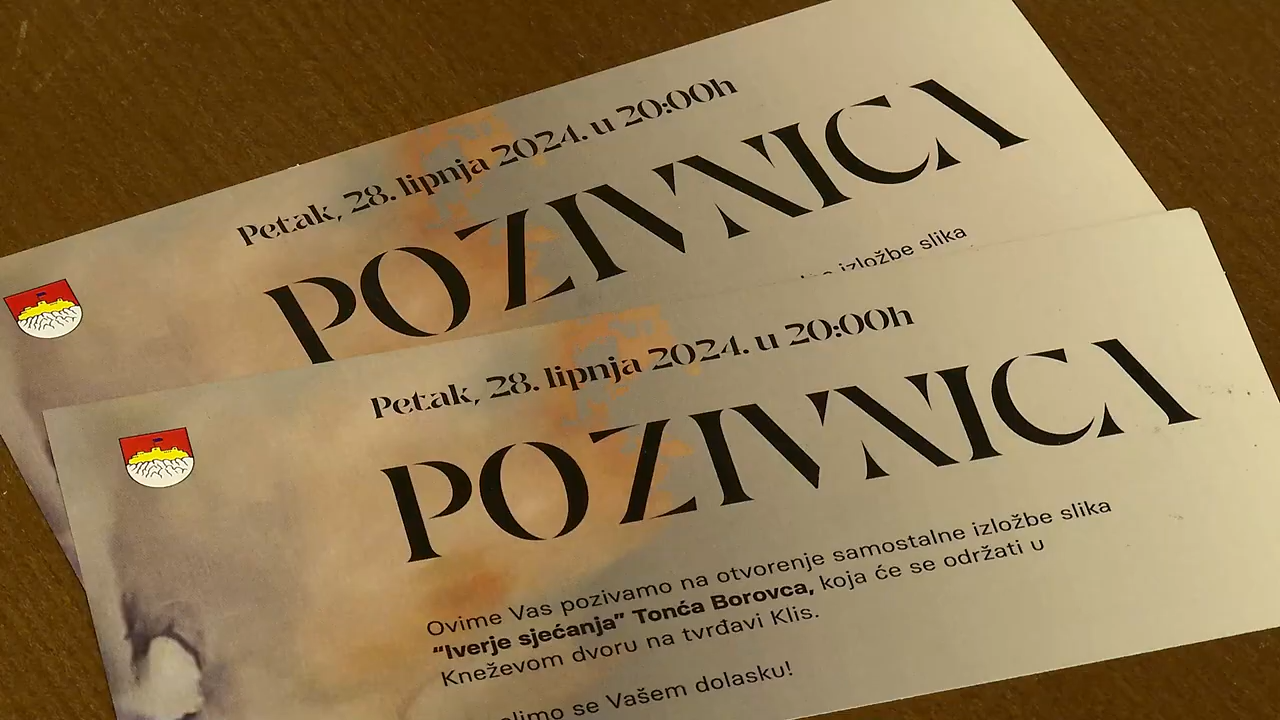 Petak, 28. lipnja 2024. u 20:00h
POZIVNICA
izložbe slika
Petak, 28. lipnja 2024. u 20:00h
POZIVNICA
Ovime Vas pozivamo na otvorenje samostalne izložbe slika
“Iverje sjećanja” Tonća Borovca, koja će se održati u
Kneževom dvoru na tvrđavi Klis.
se Vašem dolasku!